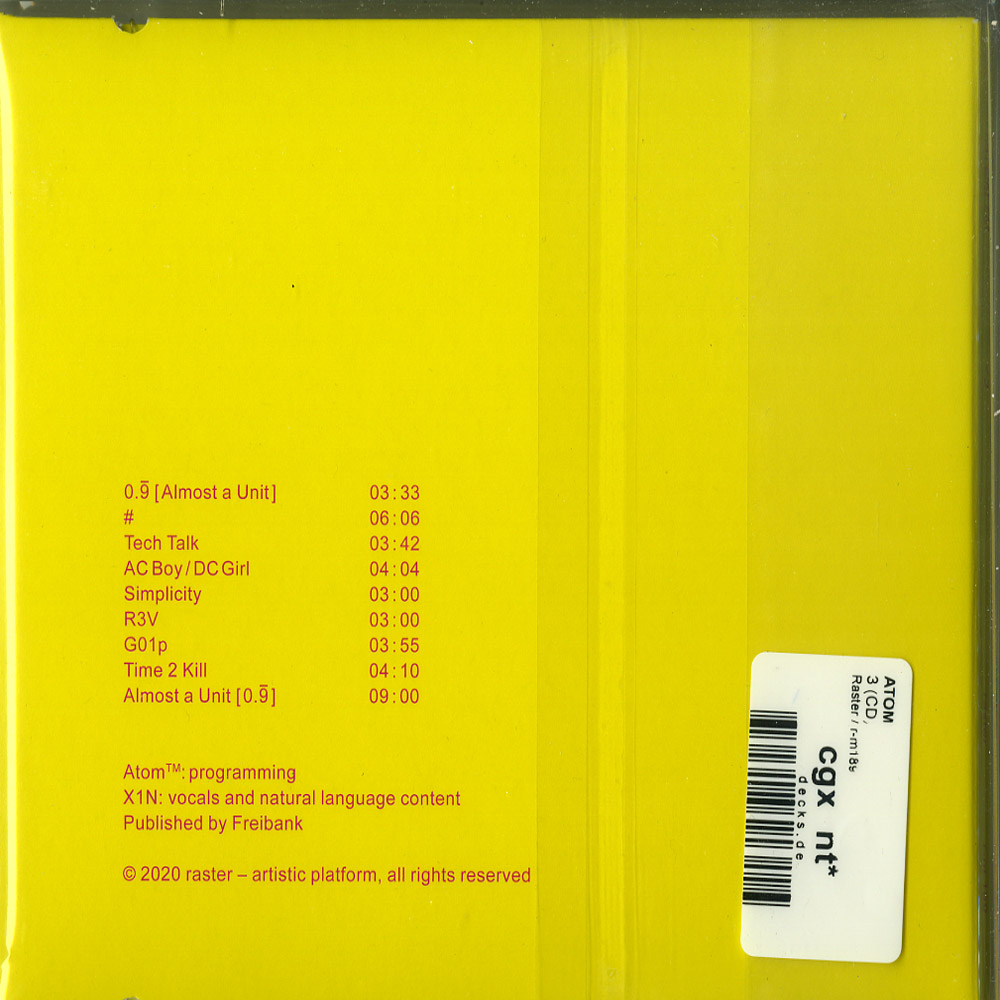 0.9̅ [Almost a Unit] 03:33
# 06:06
Tech Talk 03:42
AC Boy / DC Girl 04:04
Simplicity 03:00
R3V 03:00
G01p 03:55
Time 2 Kill 04:10
Almost a Unit [0.9̅] 09:00
Atom™: programming
X1N: vocals and natural language content
Published by Freibank
© 2020 raster – artistic platform, all rights reserved
ATOM
3 (CD,
Raster / r-m189
cgx nt*
decks.de